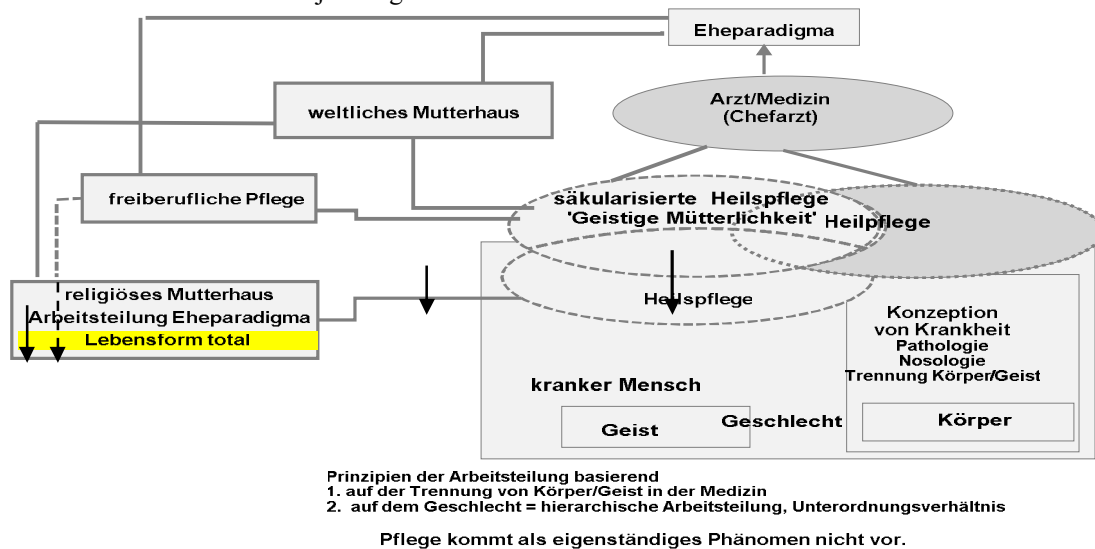 Eheparadigma
Arzt/Medizin
(Chefarzt)
weltliches Mutterhaus
freiberufliche Pflege
säkularisierte Heilspflege
'Geistige Mütterlichkeit'
Heilpflege
religiöses Mutterhaus
Arbeitsteilung Eheparadigma
Lebensform total
Heilspflege
Konzeption
von Krankheit
Pathologie
Nosologie
Trennung Körper/Geist
kranker Mensch
Geist
Geschlecht
Körper
Prinzipien der Arbeitsteilung basierend
1. auf der Trennung von Körper/Geist in der Medizin
2. auf dem Geschlecht = hierarchische Arbeitsteilung, Unterordnungsverhältnis
Pflege kommt als eigenständiges Phänomen nicht vor.